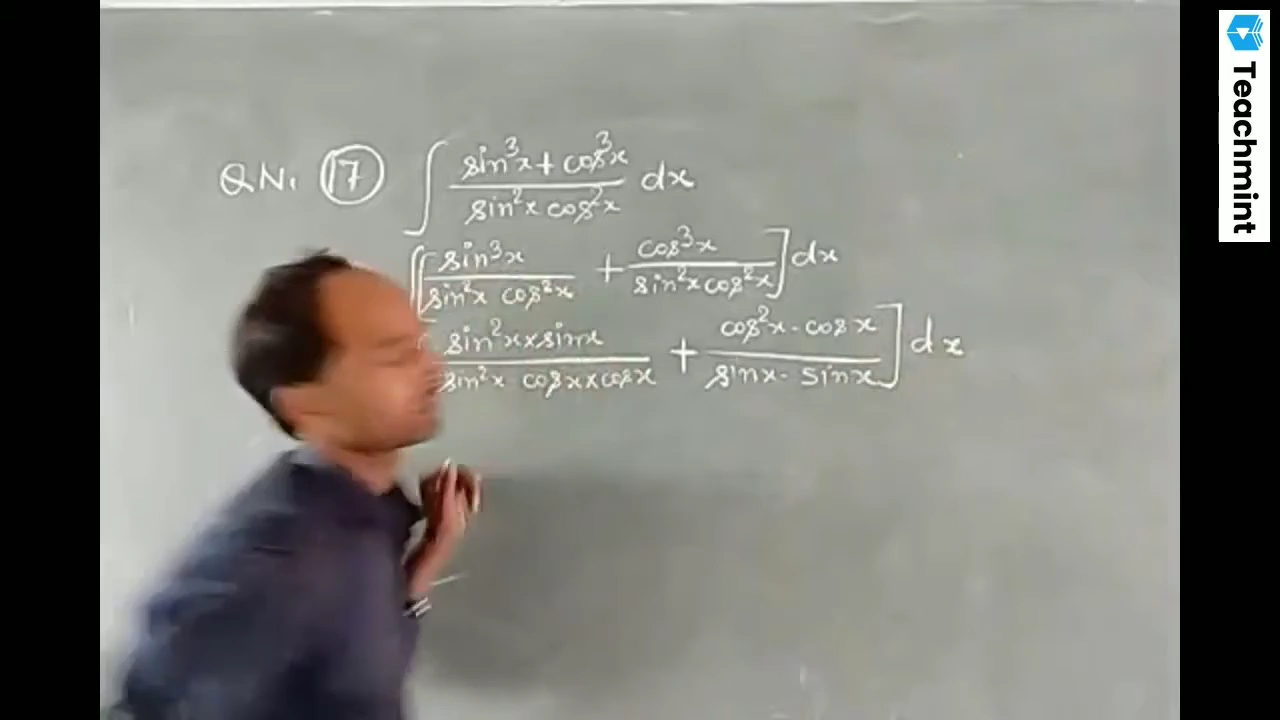 Q.N. 17 ∫ (sin³x + cos³x)/(sin²x cos²x) dx
∫[sin³x/(sin²x cos²x) + cos³x/(sin²x cos²x)] dx
(sin²x × sinx)/(sin²x cosx × cosx) + (cos²x · cosx)/(sinx · sinx)] dx
Teachmint